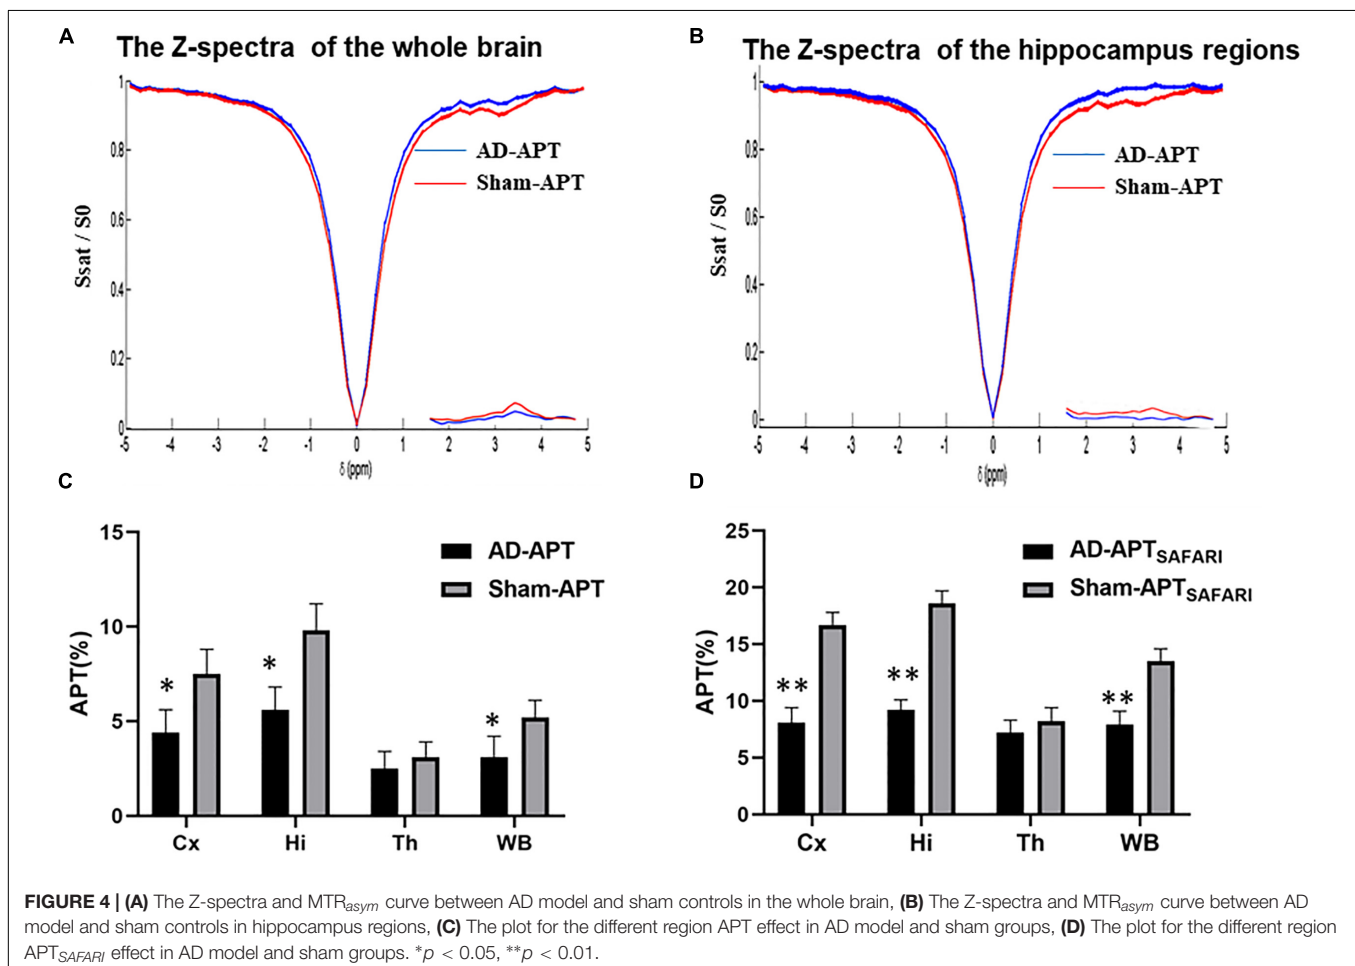 A
The Z-spectra of the whole brain
1
0.8
0.6
0.4
0.2
0
Ssat / S0
AD-APT
Sham-APT
-5 -4 -3 -2 -1 0 1 2 3 4 5
δ (ppm)
B
The Z-spectra of the hippocampus regions
1
0.8
0.6
0.4
0.2
0
Ssat / S0
AD-APT
Sham-APT
-5 -4 -3 -2 -1 0 1 2 3 4 5
δ (ppm)
C
15
10
5
0
APT(%)
AD-APT
Sham-APT
* * *
Cx Hi Th WB
D
25
20
15
10
5
0
APT(%)
AD-APTSAFARI
Sham-APTSAFARI
** ** **
Cx Hi Th WB
FIGURE 4 | (A) The Z-spectra and MTRasym curve between AD model and sham controls in the whole brain, (B) The Z-spectra and MTRasym curve between AD
model and sham controls in hippocampus regions, (C) The plot for the different region APT effect in AD model and sham groups, (D) The plot for the different region
APTSAFARI effect in AD model and sham groups. *p < 0.05, **p < 0.01.